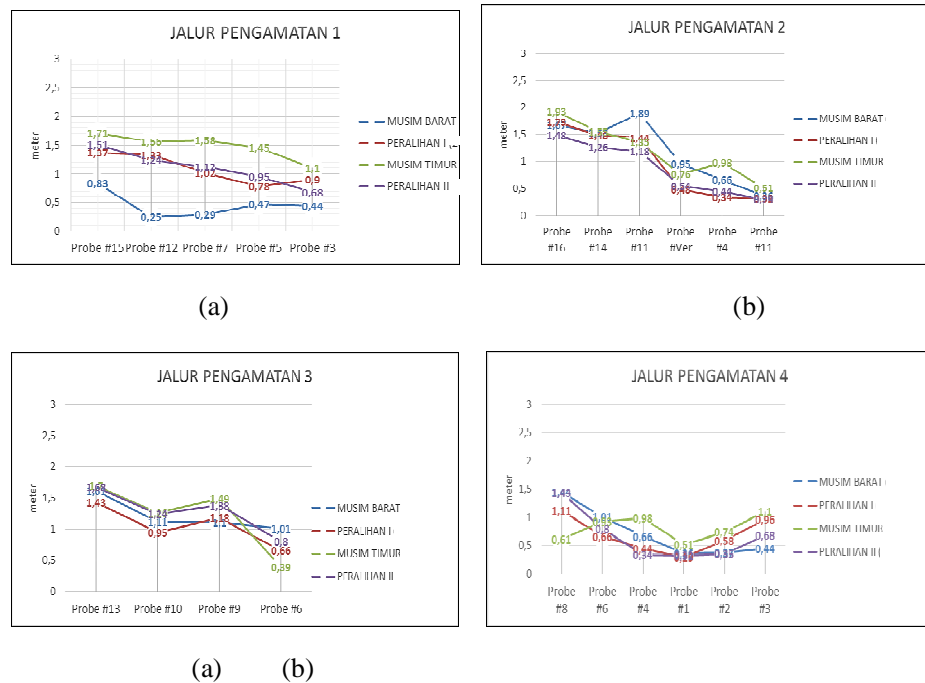 JALUR PENGAMATAN 1
3
2,5
2
1,5
1
0,5
0
meter
1,71
1,58
1,45
1,1
1,51
1,37
1,24
1,02
0,95
0,78
0,9
0,68
0,83
0,25
0,29
0,47
0,44
Probe #15
Probe #12
Probe #7
Probe #5
Probe #3
MUSIM BARAT
PERALIHAN I
MUSIM TIMUR
PERALIHAN II
(a)
JALUR PENGAMATAN 2
3
2,5
2
1,5
1
0,5
0
meter
1,93
1,89
1,48
1,26
1,44
1,33
1,18
0,95
0,76
0,98
0,66
0,44
0,34
0,61
Probe #16
Probe #14
Probe #11
Probe #Ver
Probe #4
Probe #11
MUSIM BARAT
PERALIHAN I
MUSIM TIMUR
PERALIHAN II
(b)
JALUR PENGAMATAN 3
3
2,5
2
1,5
1
0,5
0
meter
1,43
1,24
1,11
0,95
1,49
1,38
1,18
1,01
0,8
0,66
0,39
Probe #13
Probe #10
Probe #9
Probe #6
MUSIM BARAT
PERALIHAN I
MUSIM TIMUR
PERALIHAN II
JALUR PENGAMATAN 4
3
2,5
2
1,5
1
0,5
0
meter
1,11
0,61
1,01
0,8
0,66
0,98
0,66
0,44
0,34
0,51
0,74
0,58
1,1
0,96
0,68
0,44
Probe #8
Probe #6
Probe #4
Probe #1
Probe #2
Probe #3
MUSIM BARAT
PERALIHAN I
MUSIM TIMUR
PERALIHAN II
(a) (b)